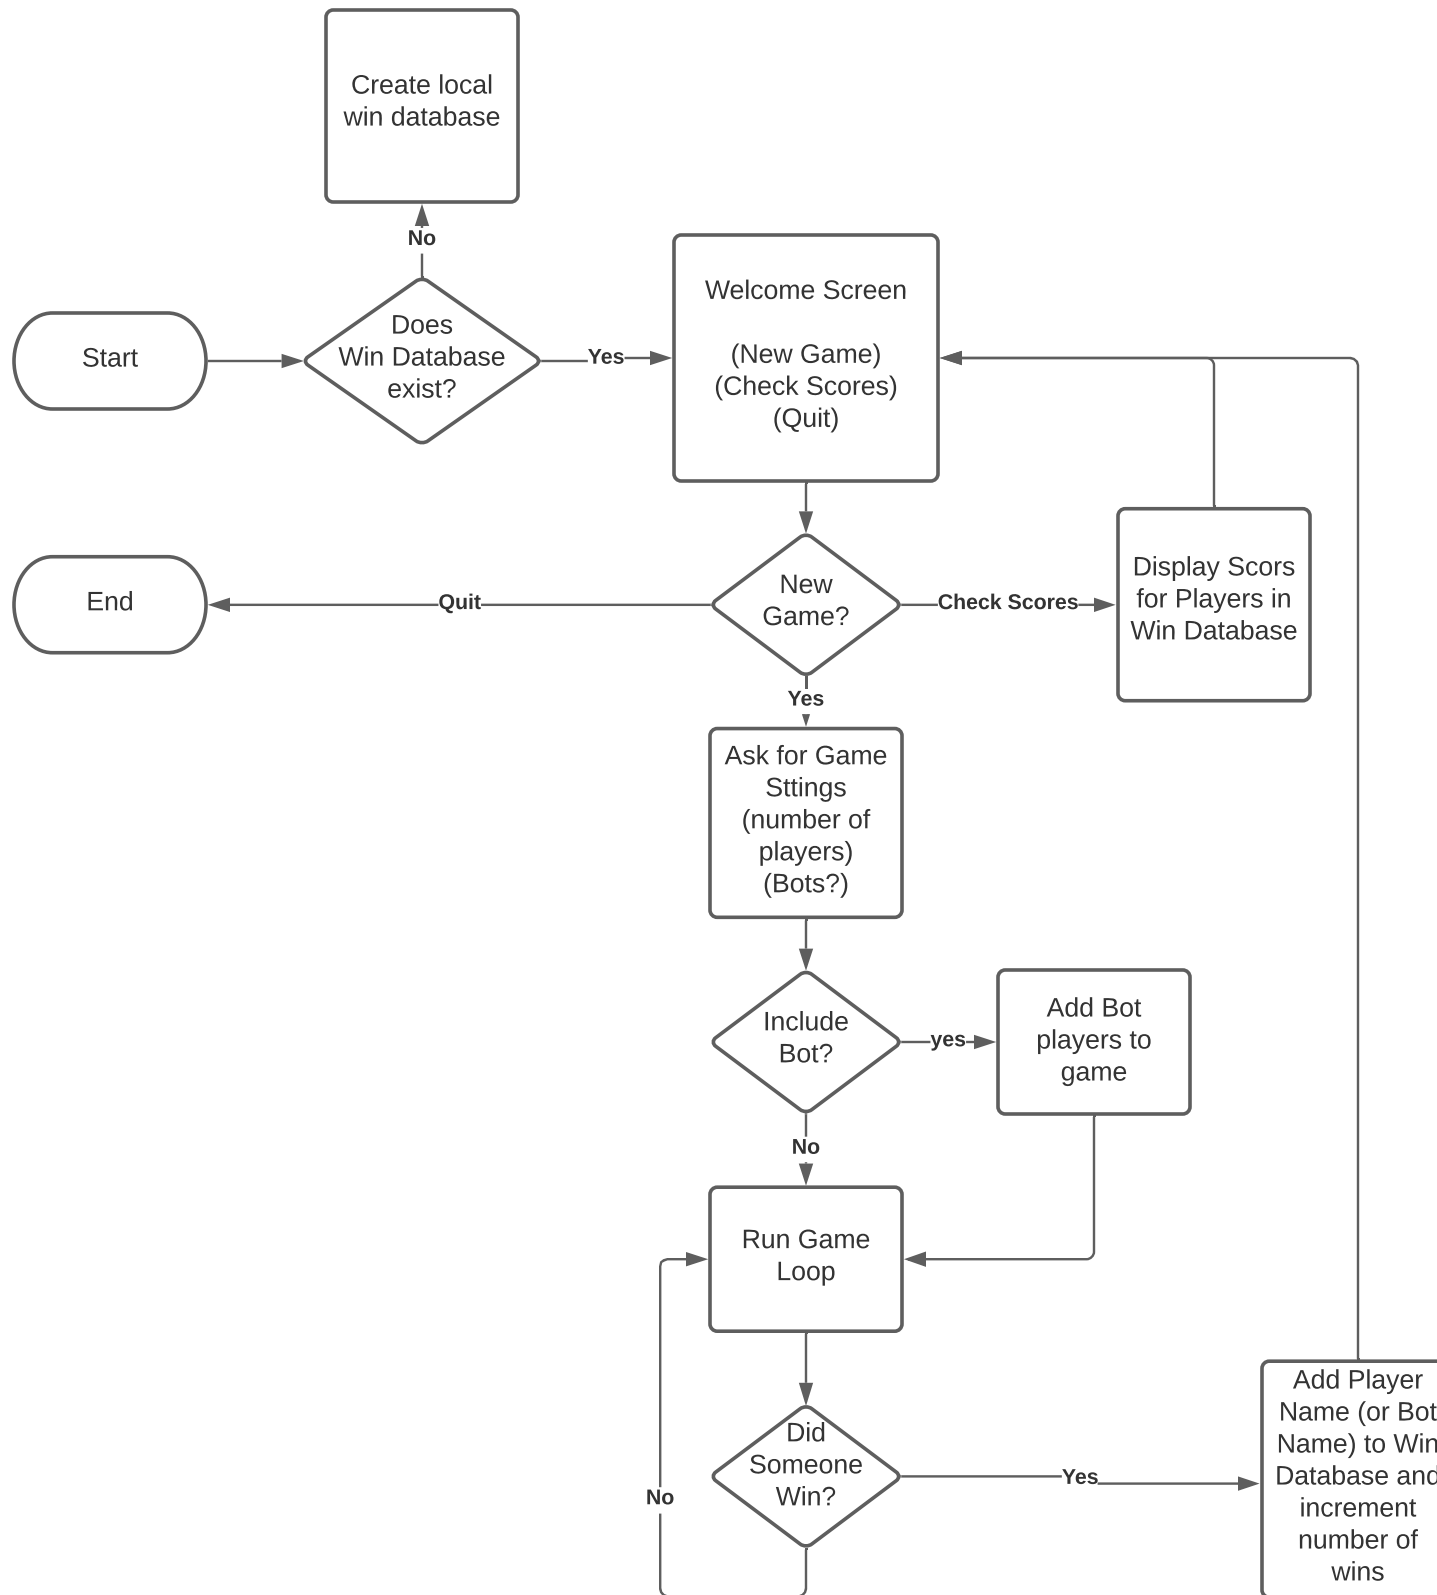 Create local
win database
No
Start
Does
Win Database
exist?
Yes
Welcome Screen
(New Game)
(Check Scores)
(Quit)
End
Quit
New
Game?
Check Scores
Display Scors
for Players in
Win Database
Yes
Ask for Game
Sttings
(number of
players)
(Bots?)
Include
Bot?
yes
Add Bot
players to
game
No
Run Game
Loop
Did
Someone
Win?
No
Yes
Add Player
Name (or Bot
Name) to Win
Database and
increment
number of
wins